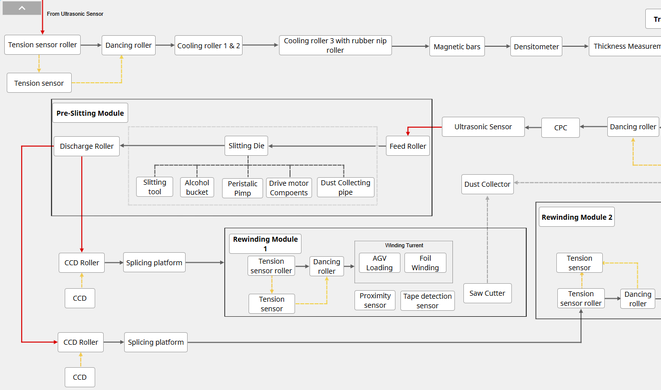 From Ultrasonic Sensor
Tr
Tension sensor roller
Dancing roller
Cooling roller 1 & 2
Cooling roller 3 with rubber nip
roller
Magnetic bars
Densitometer
Thickness Measurem
Tension sensor
Pre-Slitting Module
Discharge Roller
Slitting Die
Feed Roller
Ultrasonic Sensor
CPC
Dancing roller
Slitting
tool
Alcohol
bucket
Peristalic
Pimp
Drive motor
Compoents
Dust Collecting
pipe
Dust Collector
Rewinding Module 2
Rewinding Module
1
Winding Turrent
CCD Roller
Splicing platform
Tension
sensor roller
Dancing
roller
AGV
Loading
Foil
Winding
Tension
sensor
CCD
Tension
sensor
Proximity
sensor
Tape detection
sensor
Saw Cutter
Tension
sensor roller
Dancing
roller
CCD Roller
Splicing platform
CCD